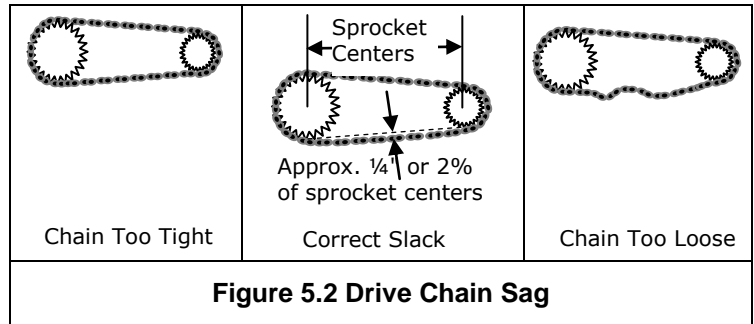 Sprocket
Centers
Approx. ¼" or 2%
of sprocket centers
Chain Too Tight
Correct Slack
Chain Too Loose
Figure 5.2 Drive Chain Sag